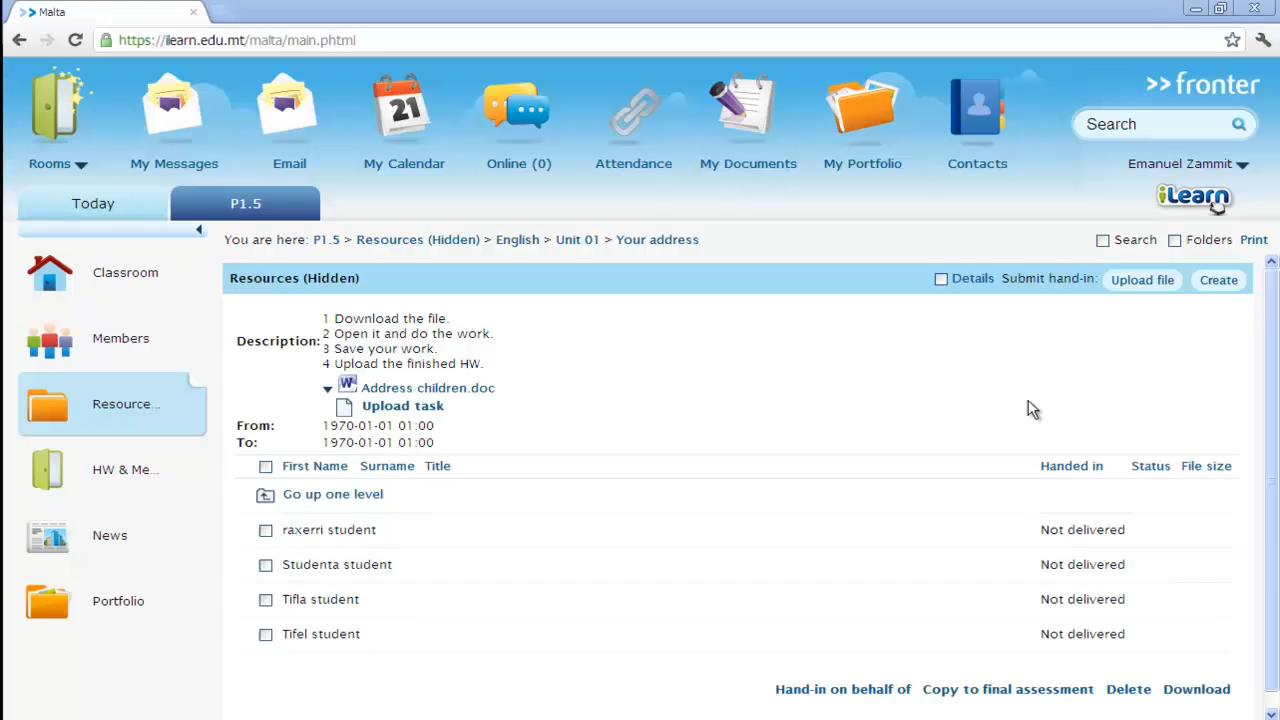 Malta
https://ilearn.edu.mt/malta/main.phtml
>>fronter
21
Search
Rooms My Messages Email My Calendar Online (0) Attendance My Documents My Portfolio Contacts Emanuel Zammit
Today P1.5 iLearn
You are here: P1.5 > Resources (Hidden) > English > Unit 01 > Your address Search Folders Print
Classroom
Members
Resource...
HW & Me...
News
Portfolio
Resources (Hidden) Details Submit hand-in: Upload file Create
Description:
1 Download the file.
2 Open it and do the work.
3 Save your work.
4 Upload the finished HW.
W Address children.doc
Upload task
From: 1970-01-01 01:00
To: 1970-01-01 01:00
First Name Surname Title Handed in Status File size
Go up one level
raxerri student Not delivered
Studenta student Not delivered
Tifla student Not delivered
Tifel student Not delivered
Hand-in on behalf of Copy to final assessment Delete Download